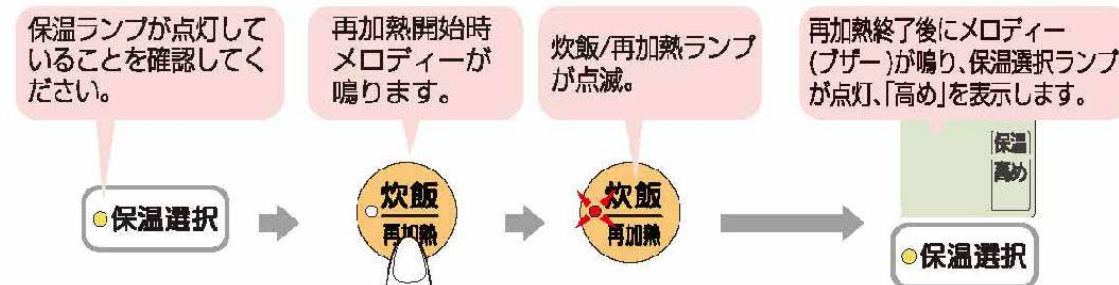 保温ランプが点灯して
いることを確認してく
ださい。
再加熱開始時
メロディーが
鳴ります。
炊飯/再加熱ランプ
が点滅。
再加熱終了後にメロディー
(ブザー)が鳴り、保温選択ランプ
が点灯、「高め」を表示します。
保温選択
炊飯
再加熱
炊飯
再加熱
保温
高め
保温選択